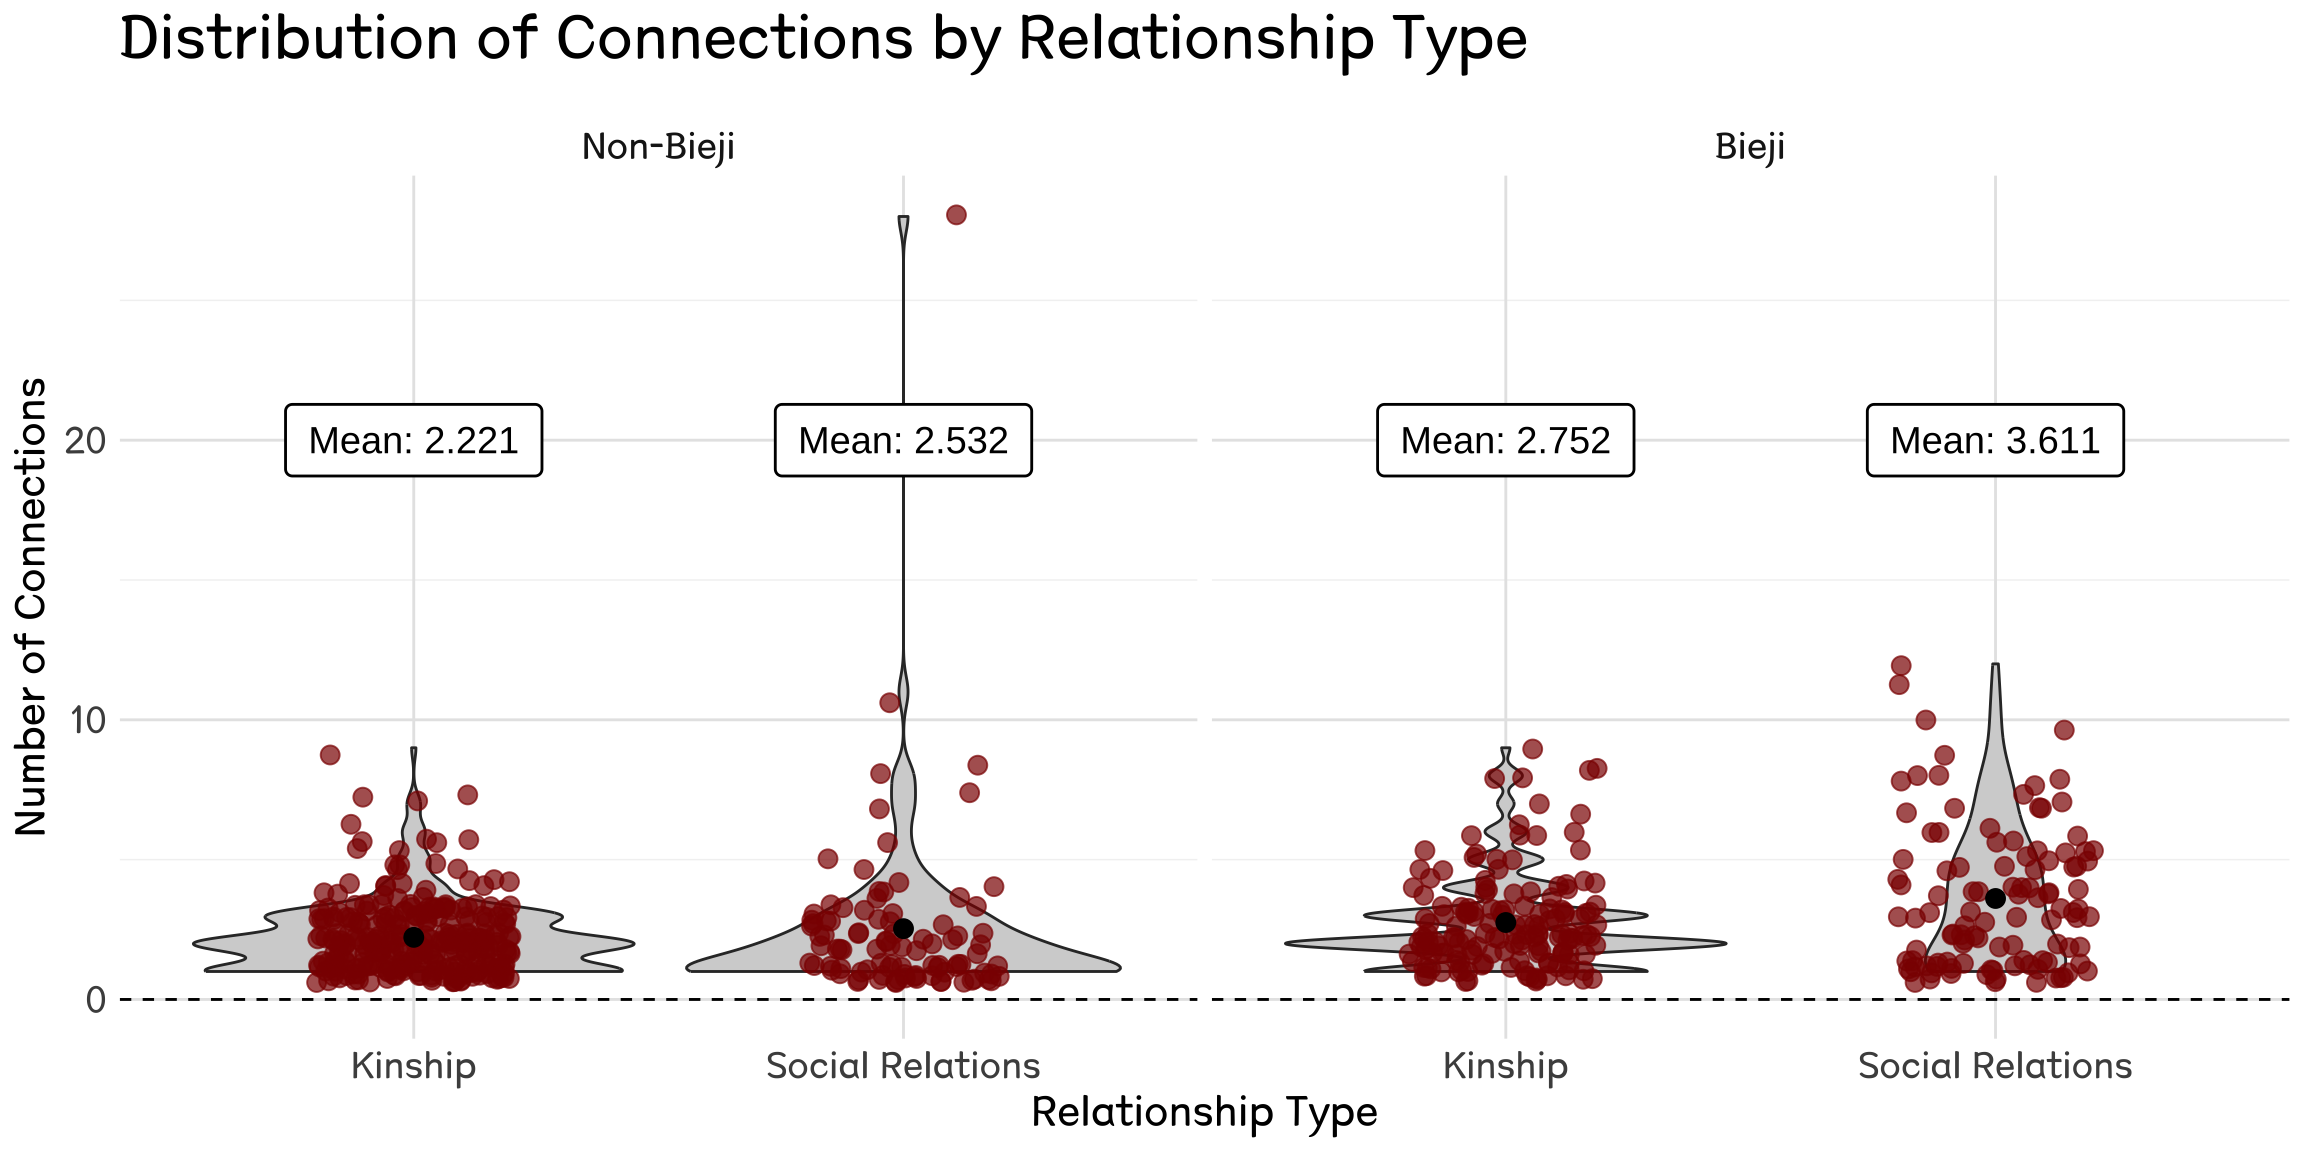 Distribution of Connections by Relationship Type
Non-Bieji
Bieji
Number of Connections
20
10
0
Mean: 2.221
Mean: 2.532
Mean: 2.752
Mean: 3.611
Kinship
Social Relations
Kinship
Social Relations
Relationship Type